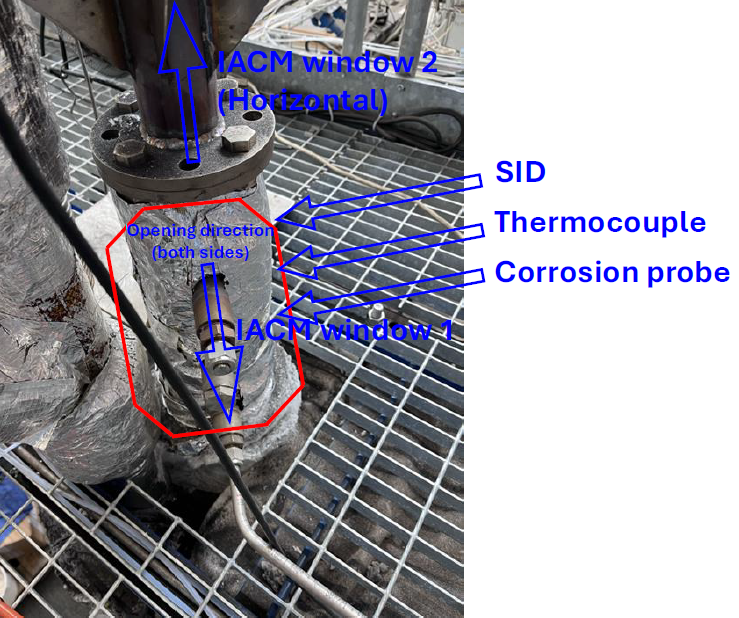 IACM window 2
(Horizontal)
SID
Thermocouple
Opening direction
(both sides)
Corrosion probe
IACM window 1